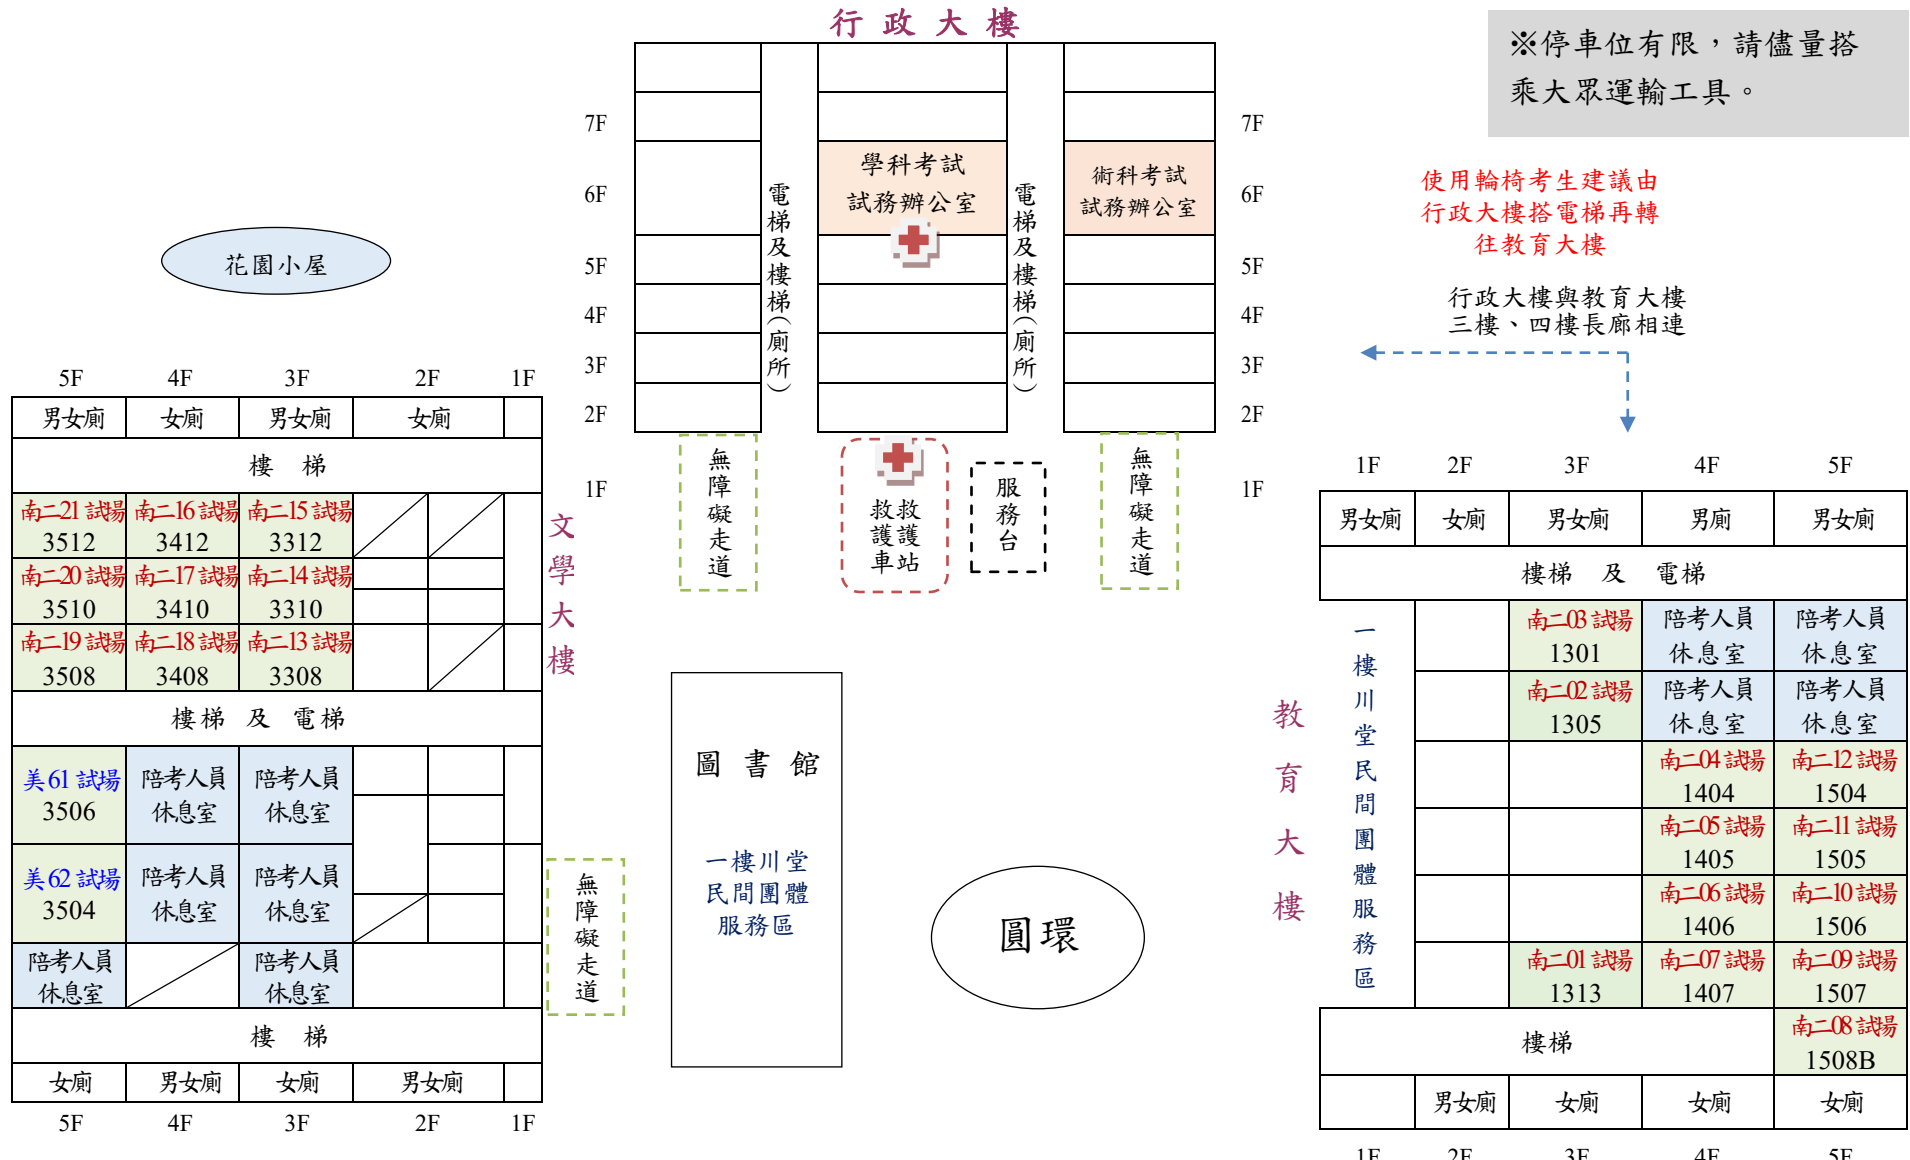 行政大樓
※停車位有限，請儘量搭
乘大眾運輸工具。
7F
7F
學科考試
試務辦公室
術科考試
試務辦公室
6F
6F
電梯及樓梯（廁所）
電梯及樓梯（廁所）
5F
5F
4F
4F
3F
3F
2F
2F
1F
1F
無障礙走道
救護站
救護車
服務台
無障礙走道
使用輪椅考生建議由
行政大樓搭電梯再轉
往教育大樓
行政大樓與教育大樓
三樓、四樓長廊相連
花園小屋
5F 4F 3F 2F 1F
男女廁 女廁 男女廁 女廁
樓 梯
南二21試場 南二16試場 南二15試場
3512 3412 3312
南二20試場 南二17試場 南二14試場
3510 3410 3310
南二19試場 南二18試場 南二13試場
3508 3408 3308
樓梯 及 電梯
美61試場 陪考人員 陪考人員
3506 休息室 休息室
美62試場 陪考人員 陪考人員
3504 休息室 休息室
陪考人員 陪考人員
休息室 休息室
樓 梯
女廁 男女廁 女廁 男女廁
5F 4F 3F 2F 1F
文學大樓
無障礙走道
圖書館
一樓川堂
民間團體
服務區
圓環
教育大樓
1F 2F 3F 4F 5F
男女廁 女廁 男女廁 男廁 男女廁
樓梯 及 電梯
一樓川堂民間團體服務區
南二03試場 陪考人員 陪考人員
1301 休息室 休息室
南二02試場 陪考人員 陪考人員
1305 休息室 休息室
南二04試場 南二12試場
1404 1504
南二05試場 南二11試場
1405 1505
南二06試場 南二10試場
1406 1506
南二01試場 南二07試場 南二09試場
1313 1407 1507
樓梯
南二08試場
1508B
男女廁 女廁 女廁 女廁
1F 2F 3F 4F 5F